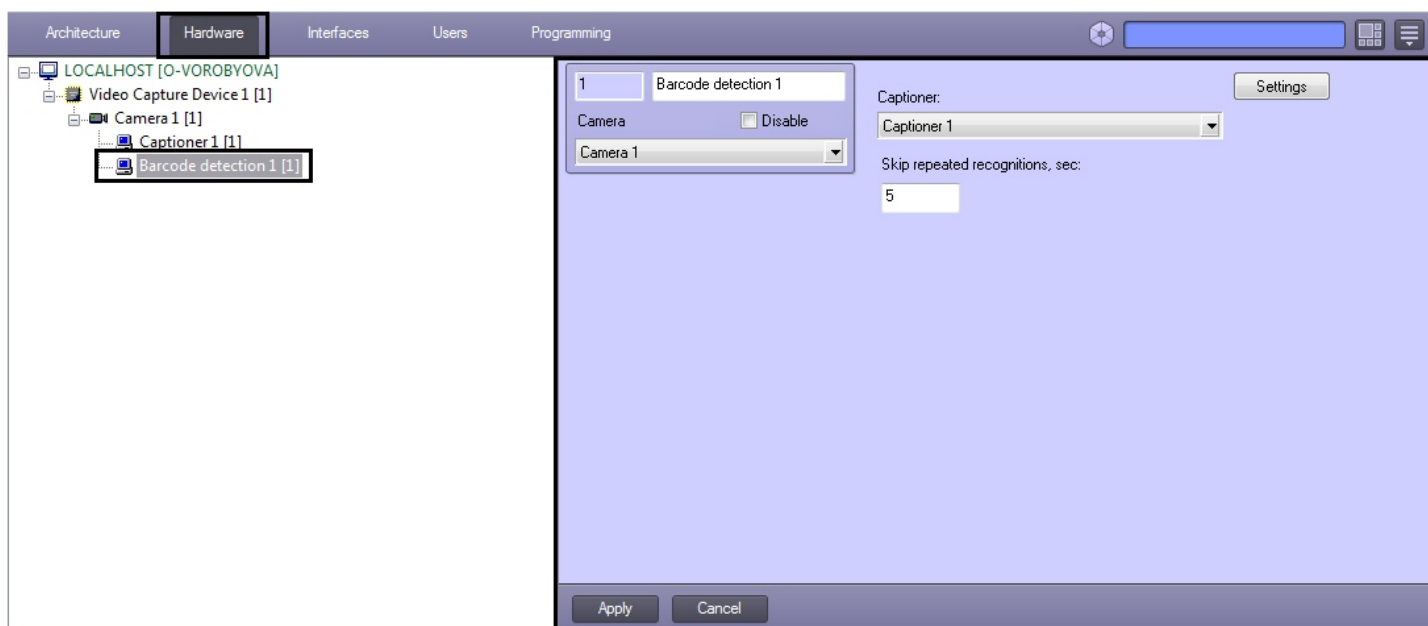 Architecture Hardware Interfaces Users Programming
LOCALHOST [O-VOROBYOVA]
Video Capture Device 1 [1]
Camera 1 [1]
Captioner 1 [1]
Barcode detection 1 [1]
1 Barcode detection 1
Camera Disable
Camera 1
Captioner:
Captioner 1
Settings
Skip repeated recognitions, sec:
5
Apply Cancel